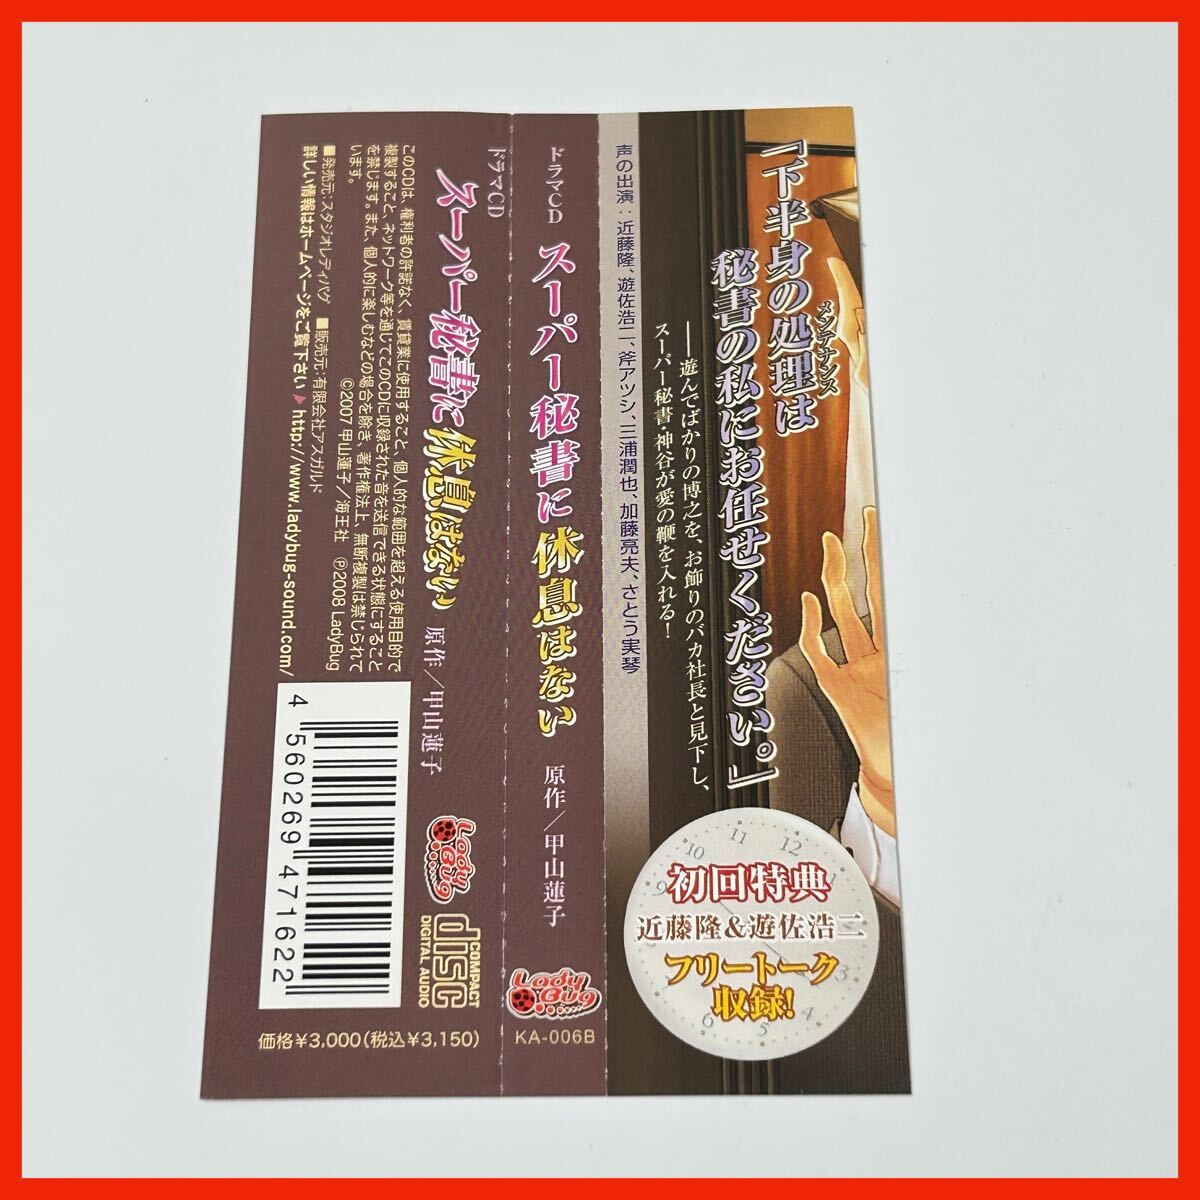 「下半身の処理は
メンテナンス
秘書の私にお任せください。」
――遊んでばかりの博之を、お飾りのバカ社長と見下し、
スーパー秘書・神谷が愛の鞭を入れる!
声の出演:近藤隆、遊佐浩二、斧アツシ、三浦潤也、加藤亮夫、さとう実琴
初回特典
近藤隆&遊佐浩二
フリートーク
収録!
11
12
10
9
3
4
5
6
ドラマCD スーパー秘書に休息はない 原作/甲山蓮子
Lady Bug
KA-006B
ドラマCD
スーパー秘書に休息はない 原作/甲山蓮子
このCDは、権利者の許諾なく、賃貸業に使用すること、個人的な範囲を超える使用目的で
複製すること、ネットワーク等を通じてこのCDに収録された音を送信できる状態にすること
を禁じます。また、個人的に楽しむなどの場合を除き、著作権法上、無断複製は禁じられて
います。
©2007 甲山蓮子/海王社 ℗2008 LadyBug
■発売元:スタジオレディバグ ■販売元:有限会社アスガルド
詳しい情報はホームページをご覧下さい▶http://www.ladybug-sound.com/
4 560269 471622
Lady Bug
COMPACT
disc
DIGITAL AUDIO
価格¥3,000(税込¥3,150)